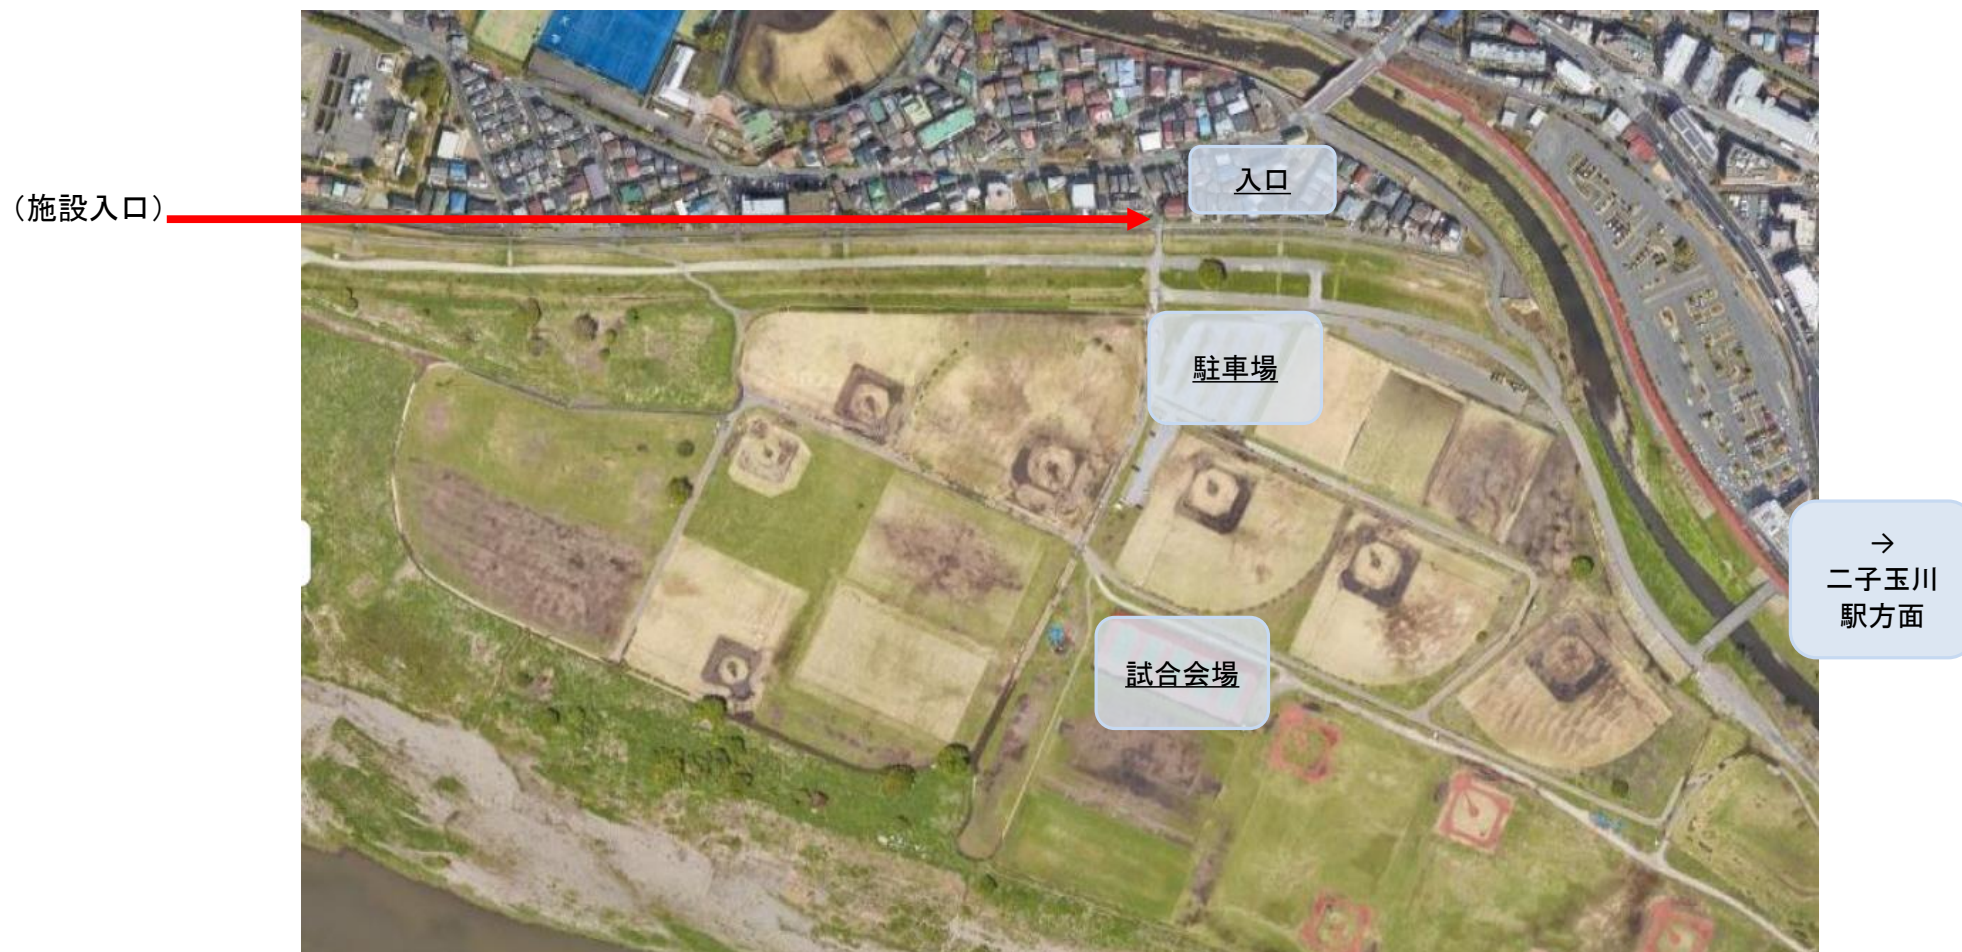 入口
(施設入口)
駐車場
→
二子玉川
駅方面
試合会場